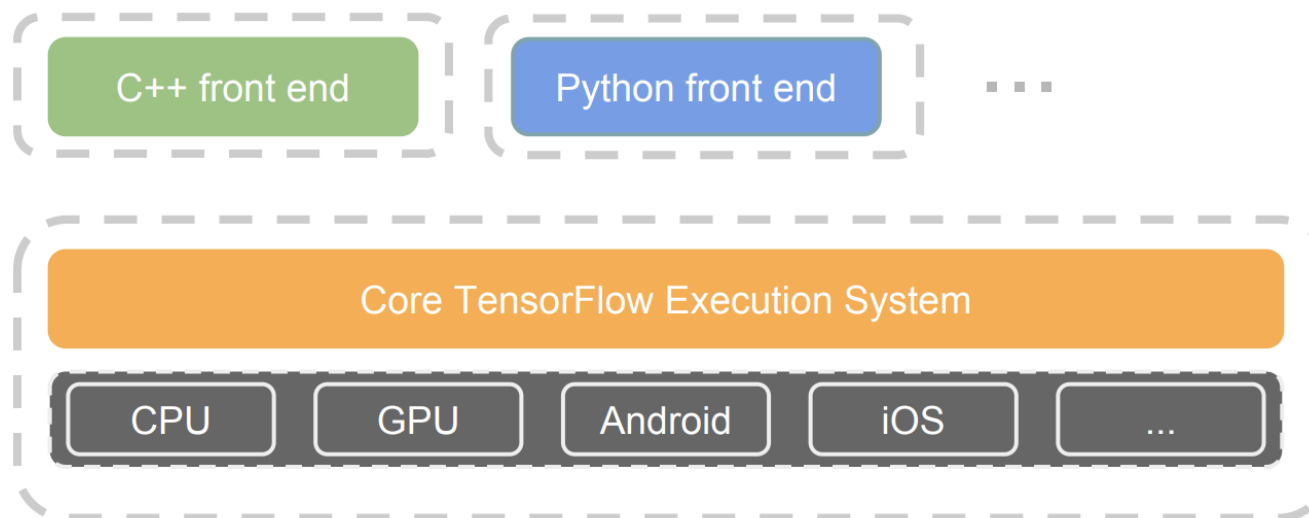 C++ front end
Python front end
...
Core TensorFlow Execution System
CPU
GPU
Android
iOS
...